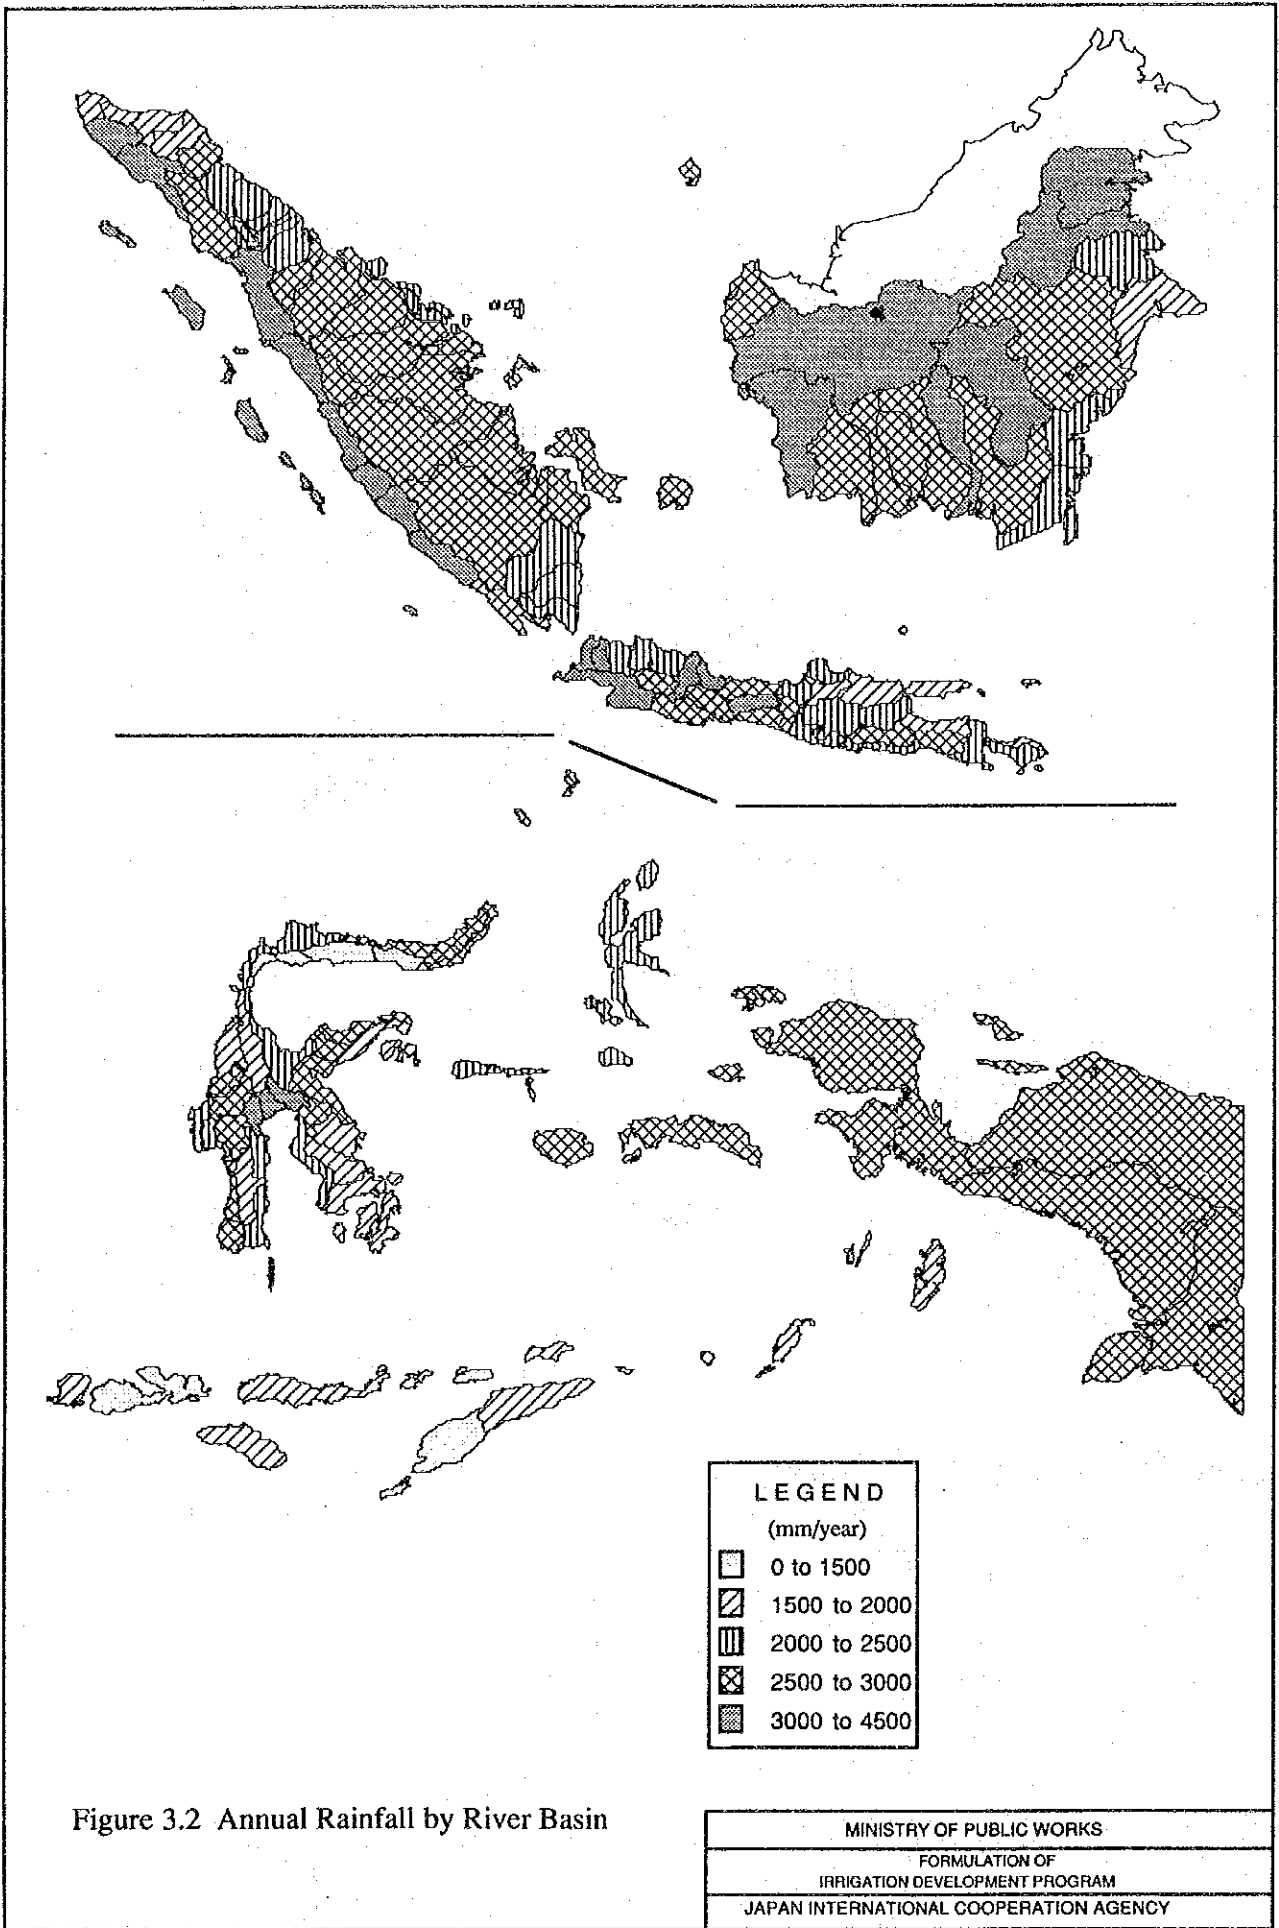 LEGEND
(mm/year)
0 to 1500
1500 to 2000
2000 to 2500
2500 to 3000
3000 to 4500
Figure 3.2 Annual Rainfall by River Basin
MINISTRY OF PUBLIC WORKS
FORMULATION OF
IRRIGATION DEVELOPMENT PROGRAM
JAPAN INTERNATIONAL COOPERATION AGENCY